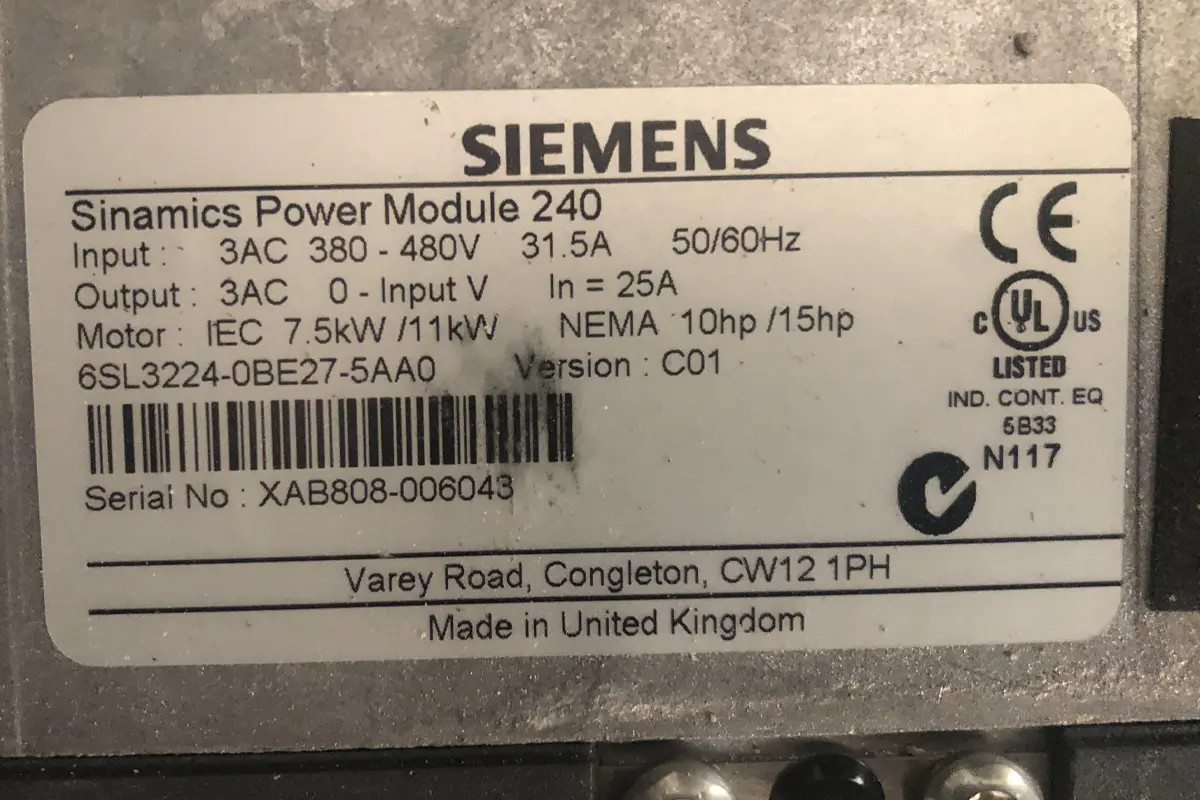 SIEMENS
Sinamics Power Module 240
Input : 3AC 380 - 480V 31.5A 50/60Hz
Output : 3AC 0 - Input V In = 25A
Motor : IEC 7.5kW /11kW NEMA 10hp /15hp
6SL3224-0BE27-5AA0 Version : C01
Serial No : XAB808-006043
CE
C UL US
LISTED
IND. CONT. EQ
5B33
N117
Varey Road, Congleton, CW12 1PH
Made in United Kingdom